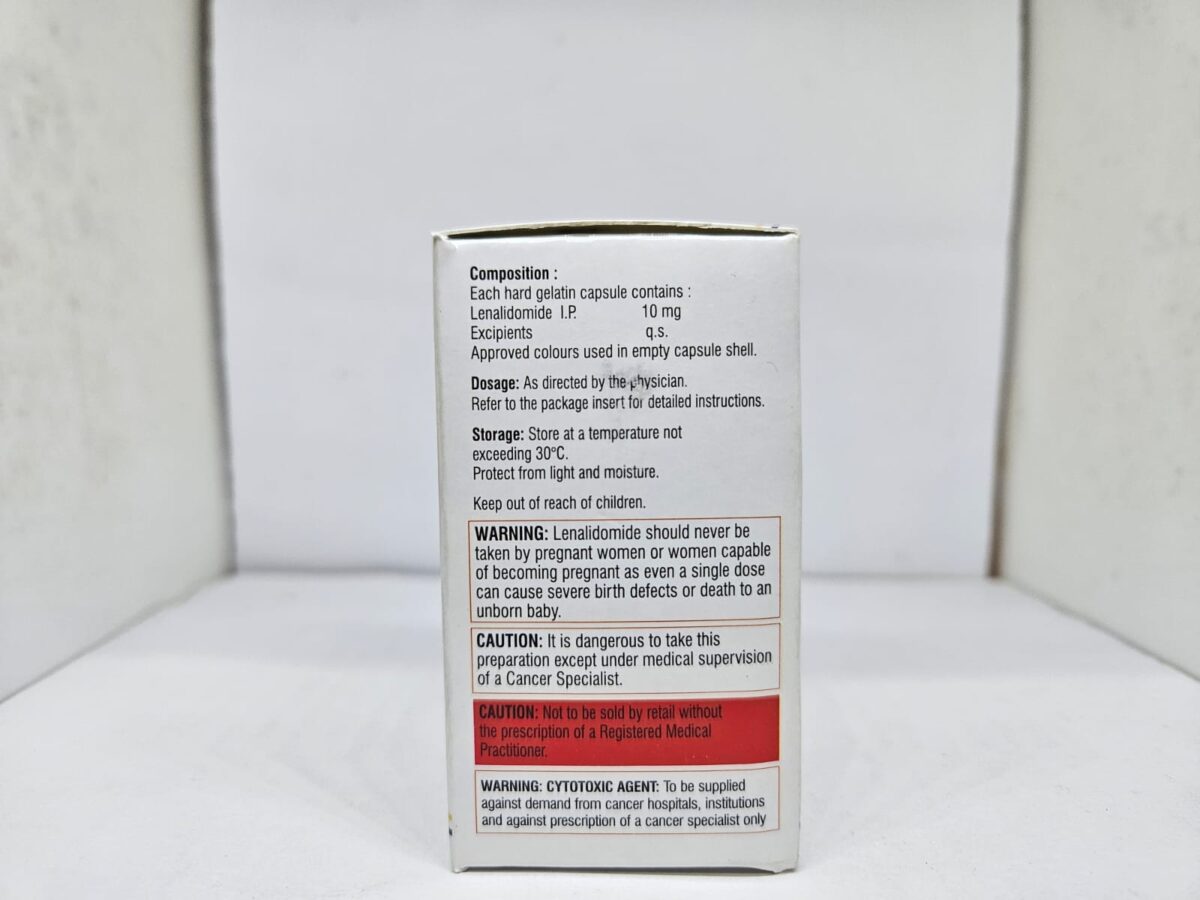 Composition :
Each hard gelatin capsule contains :
Lenalidomide I.P. 10 mg
Excipients q.s.
Approved colours used in empty capsule shell.
Dosage: As directed by the physician.
Refer to the package insert for detailed instructions.
Storage: Store at a temperature not
exceeding 30°C.
Protect from light and moisture.
Keep out of reach of children.
WARNING: Lenalidomide should never be
taken by pregnant women or women capable
of becoming pregnant as even a single dose
can cause severe birth defects or death to an
unborn baby.
CAUTION: It is dangerous to take this
preparation except under medical supervision
of a Cancer Specialist.
CAUTION: Not to be sold by retail without
the prescription of a Registered Medical
Practitioner.
WARNING: CYTOTOXIC AGENT: To be supplied
against demand from cancer hospitals, institutions
and against prescription of a cancer specialist only